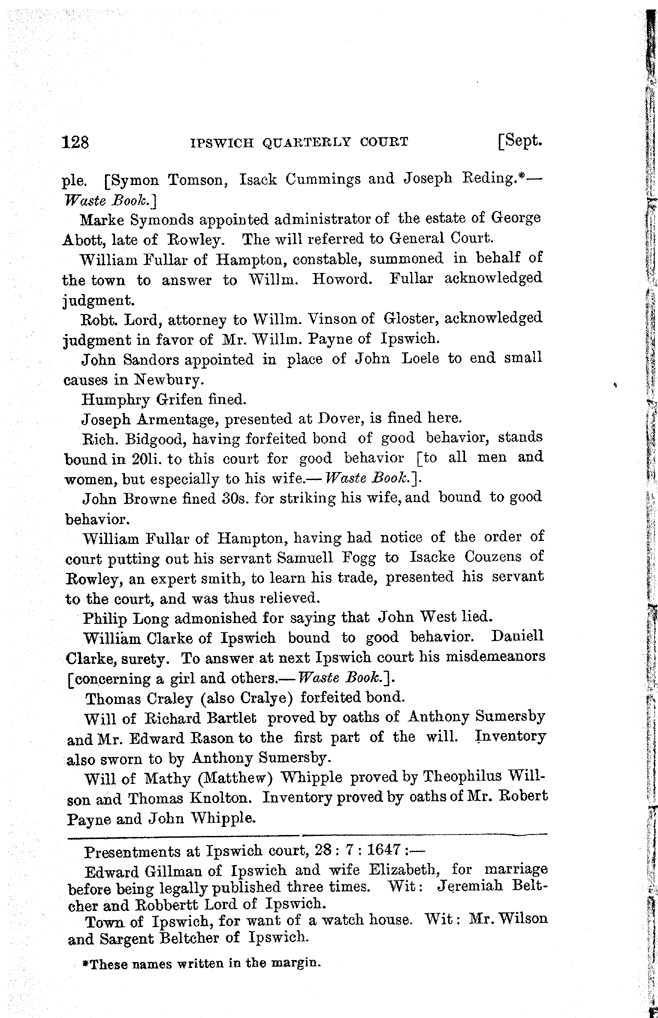 128 IPSWICH QUARTERLY COURT [Sept.
ple. [Symon Tomson, Isack Cummings and Joseph Reding.*—
Waste Book.]
Marke Symonds appointed administrator of the estate of George
Abott, late of Rowley. The will referred to General Court.
William Fullar of Hampton, constable, summoned in behalf of
the town to answer to Willm. Howord. Fullar acknowledged
judgment.
Robt. Lord, attorney to Willm. Vinson of Gloster, acknowledged
judgment in favor of Mr. Willm. Payne of Ipswich.
John Sandors appointed in place of John Loele to end small
causes in Newbury.
Humphry Grifen fined.
Joseph Armentage, presented at Dover, is fined here.
Rich. Bidgood, having forfeited bond of good behavior, stands
bound in 20li. to this court for good behavior [to all men and
women, but especially to his wife.—Waste Book.].
John Browne fined 30s. for striking his wife, and bound to good
behavior.
William Fullar of Hampton, having had notice of the order of
court putting out his servant Samuell Fogg to Isacke Couzens of
Rowley, an expert smith, to learn his trade, presented his servant
to the court, and was thus relieved.
Philip Long admonished for saying that John West lied.
William Clarke of Ipswich bound to good behavior. Daniell
Clarke, surety. To answer at next Ipswich court his misdemeanors
[concerning a girl and others.—Waste Book.].
Thomas Craley (also Cralye) forfeited bond.
Will of Richard Bartlet proved by oaths of Anthony Sumersby
and Mr. Edward Rason to the first part of the will. Inventory
also sworn to by Anthony Sumersby.
Will of Mathy (Matthew) Whipple proved by Theophilus Will-
son and Thomas Knolton. Inventory proved by oaths of Mr. Robert
Payne and John Whipple.
Presentments at Ipswich court, 28 : 7 : 1647 :—
Edward Gillman of Ipswich and wife Elizabeth, for marriage
before being legally published three times. Wit: Jeremiah Belt-
cher and Robbertt Lord of Ipswich.
Town of Ipswich, for want of a watch house. Wit: Mr. Wilson
and Sargent Beltcher of Ipswich.
*These names written in the margin.